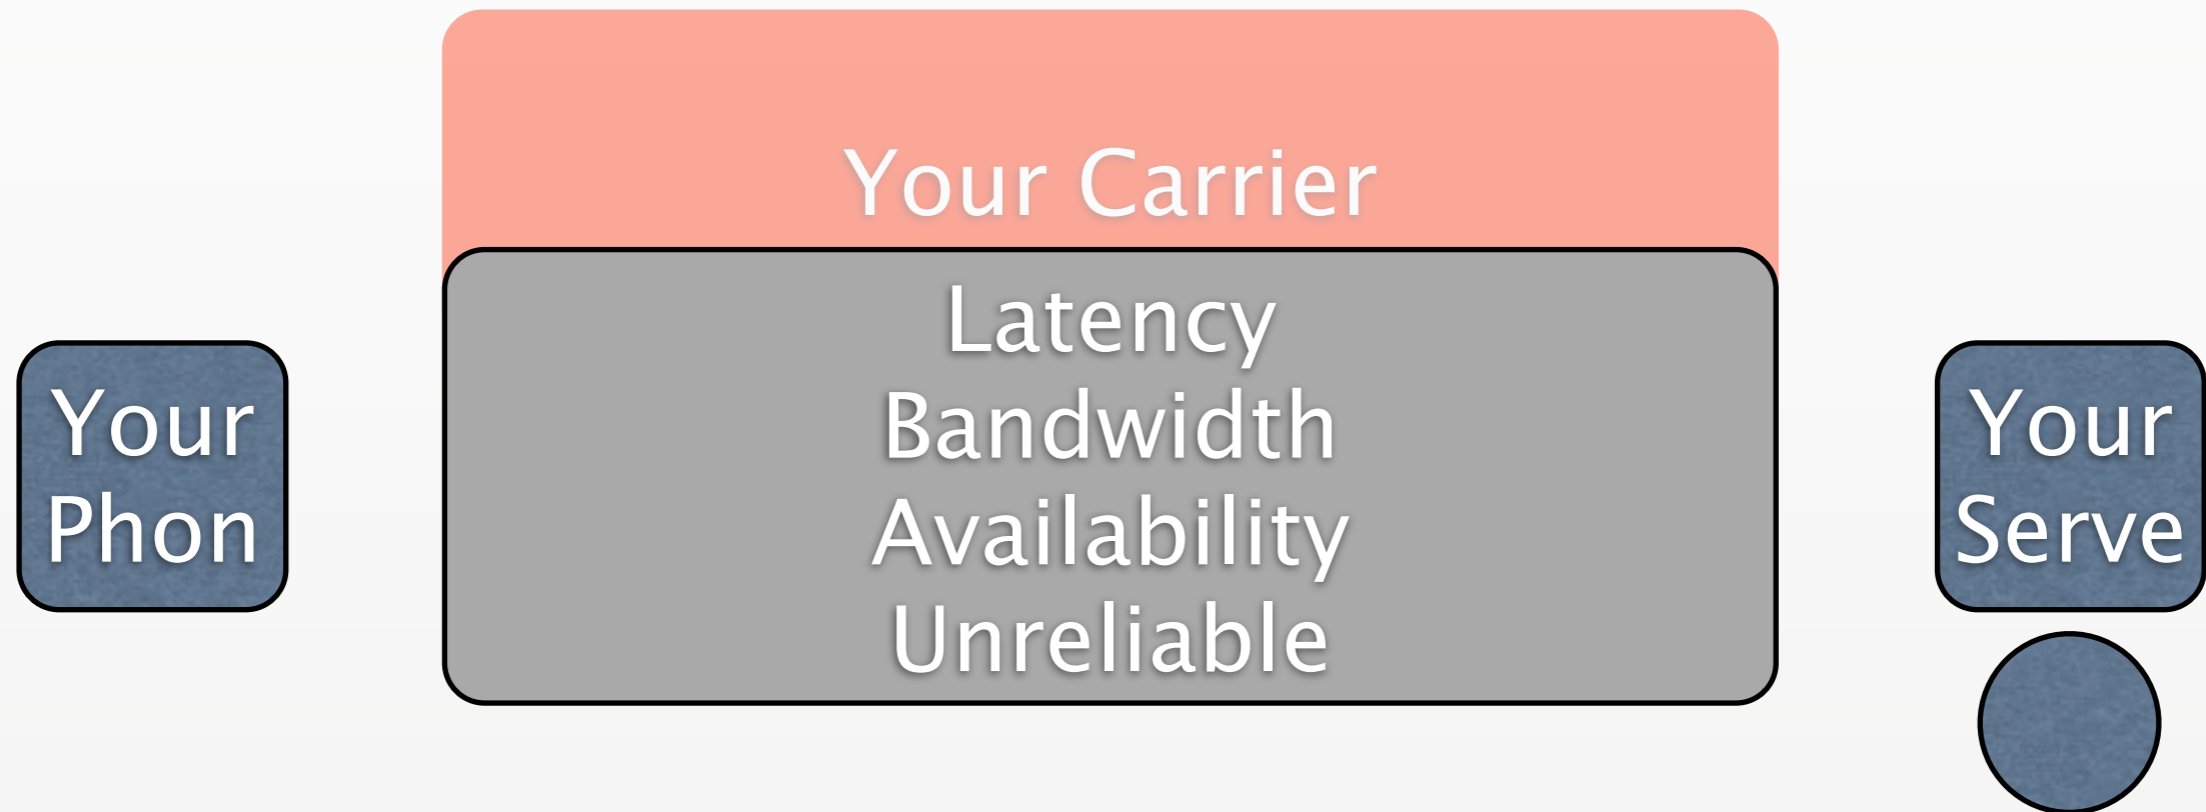 Your Carrier
Latency
Bandwidth
Availability
Unreliable
Your
Phon
Your
Serve